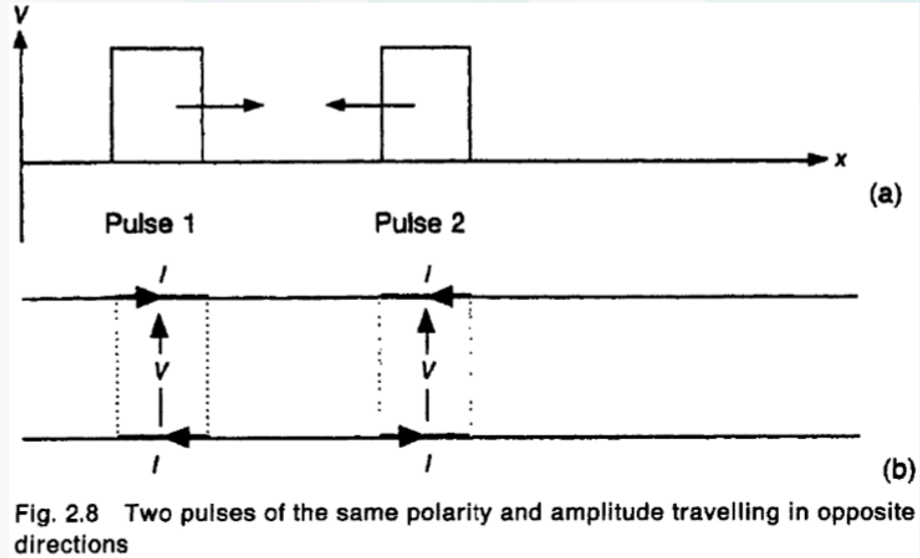 V
x
(a)
Pulse 1 Pulse 2
I I
V V
I I
(b)
Fig. 2.8 Two pulses of the same polarity and amplitude travelling in opposite
directions